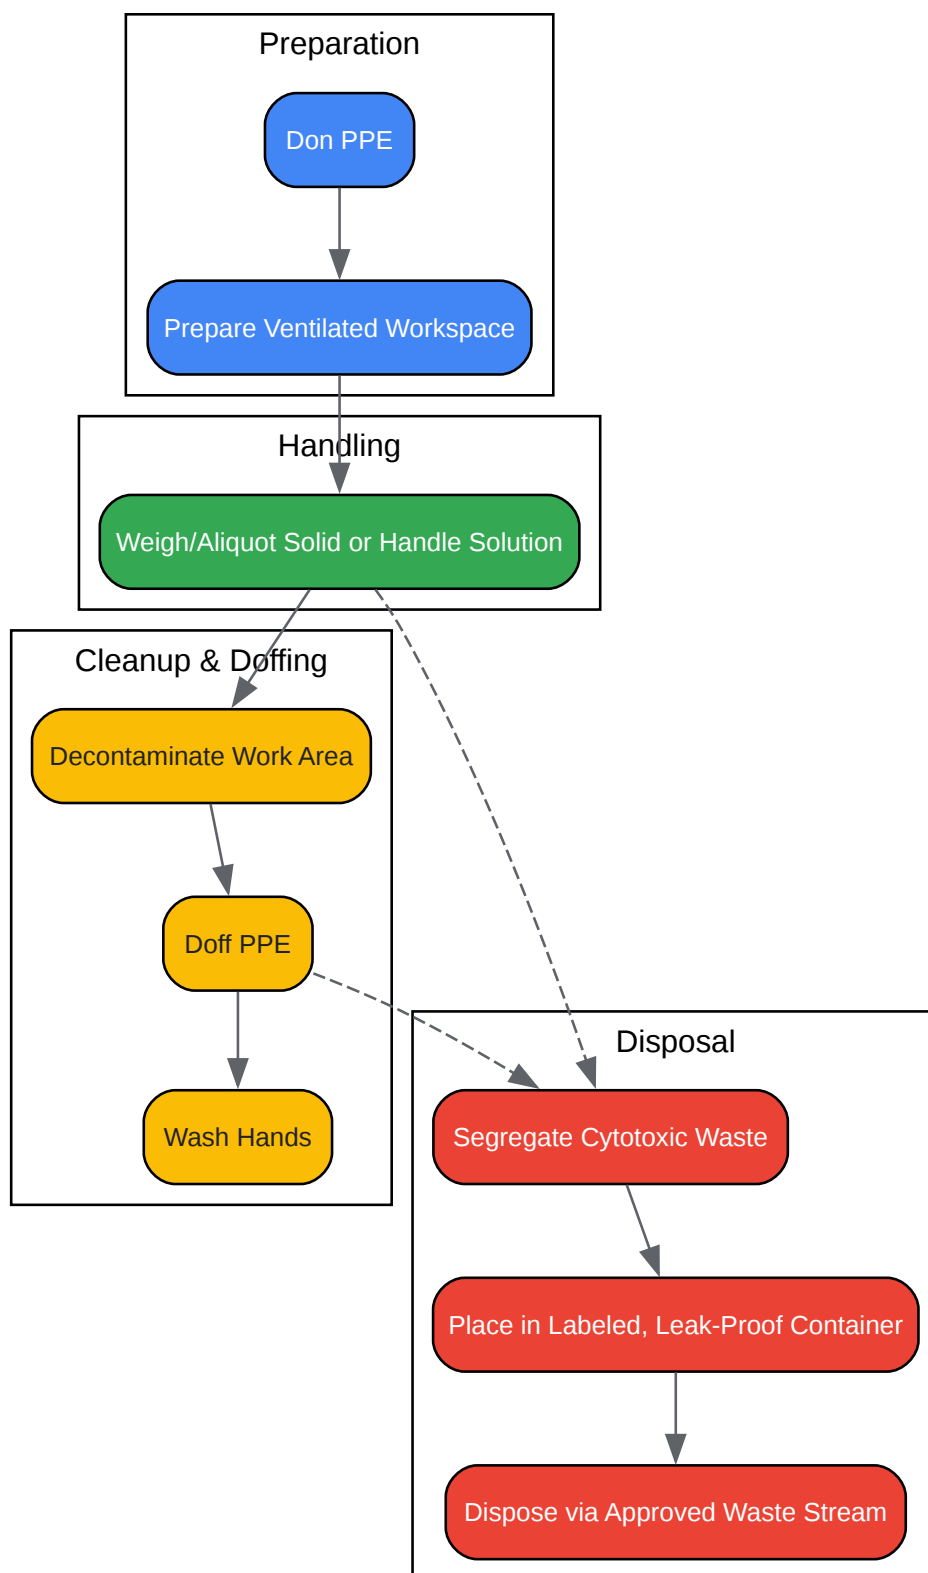 Preparation
Don PPE
Prepare Ventilated Workspace
Handling
Weigh/Aliquot Solid or Handle Solution
Cleanup & Doffing
Decontaminate Work Area
Doff PPE
Wash Hands
Disposal
Segregate Cytotoxic Waste
Place in Labeled, Leak-Proof Container
Dispose via Approved Waste Stream